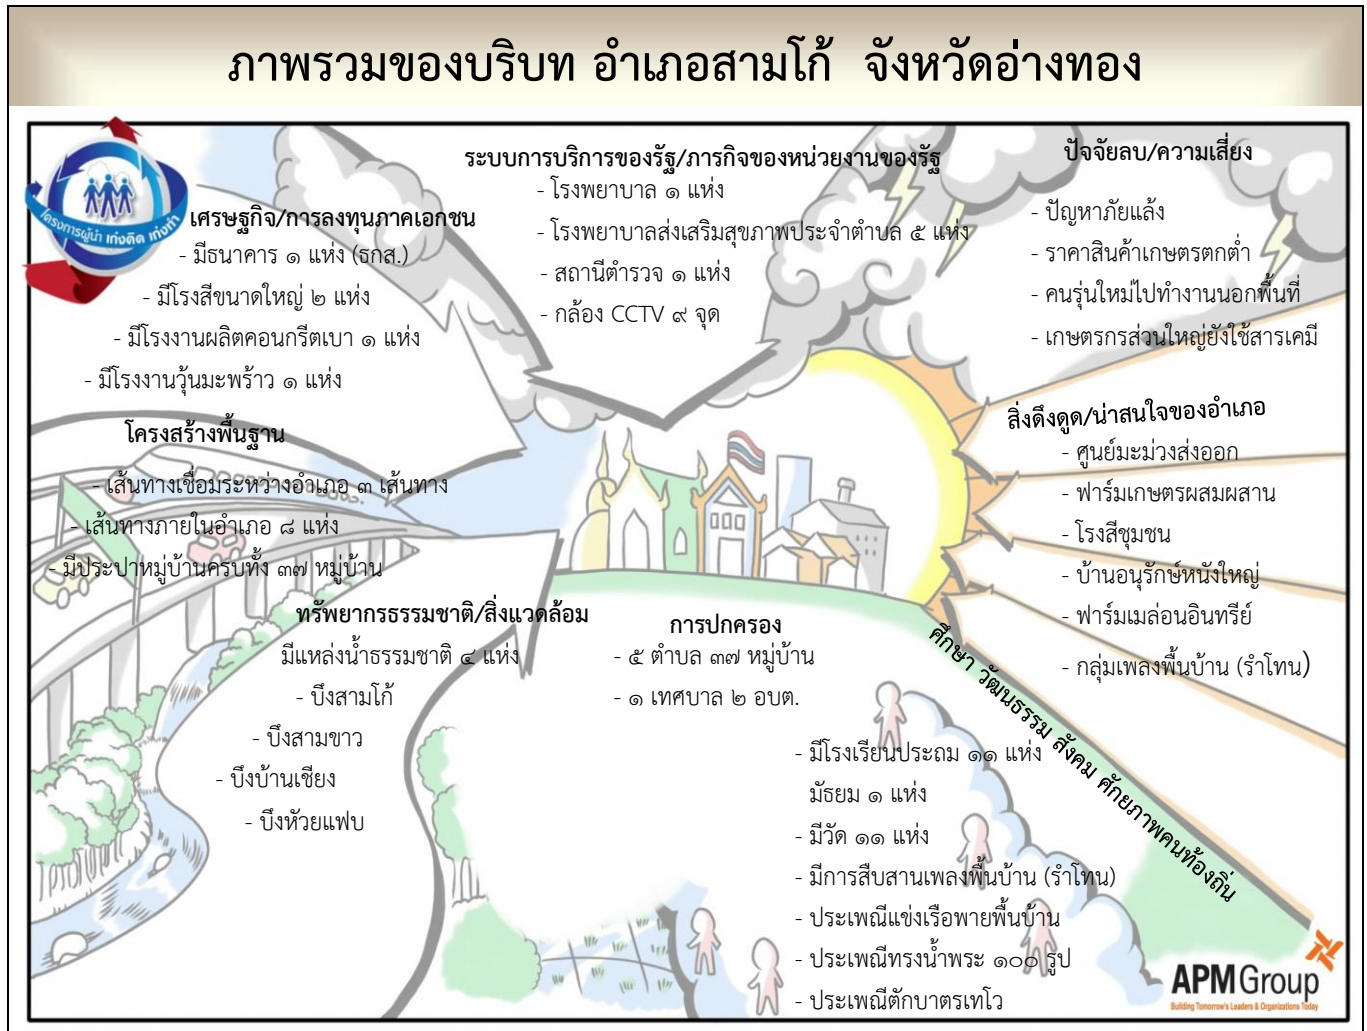 ภาพรวมของบริบท อำเภอสามโก้ จังหวัดอ่างทอง
โครงการผู้นำ เก่งคิด เก่งทำ
เศรษฐกิจ/การลงทุนภาคเอกชน
- มีธนาคาร ๑ แห่ง (ธกส.)
- มีโรงสีขนาดใหญ่ ๒ แห่ง
- มีโรงงานผลิตคอนกรีตเบา ๑ แห่ง
- มีโรงงานวุ้นมะพร้าว ๑ แห่ง
ระบบการบริการของรัฐ/ภารกิจของหน่วยงานของรัฐ
- โรงพยาบาล ๑ แห่ง
- โรงพยาบาลส่งเสริมสุขภาพประจำตำบล ๕ แห่ง
- สถานีตำรวจ ๑ แห่ง
- กล้อง CCTV ๙ จุด
ปัจจัยลบ/ความเสี่ยง
- ปัญหาภัยแล้ง
- ราคาสินค้าเกษตรตกต่ำ
- คนรุ่นใหม่ไปทำงานนอกพื้นที่
- เกษตรกรส่วนใหญ่ยังใช้สารเคมี
โครงสร้างพื้นฐาน
- เส้นทางเชื่อมระหว่างอำเภอ ๓ เส้นทาง
- เส้นทางภายในอำเภอ ๘ แห่ง
- มีประปาหมู่บ้านครบทั้ง ๓๗ หมู่บ้าน
สิ่งดึงดูด/น่าสนใจของอำเภอ
- ศูนย์มะม่วงส่งออก
- ฟาร์มเกษตรผสมผสาน
- โรงสีชุมชน
- บ้านอนุรักษ์หนังใหญ่
- ฟาร์มเมล่อนอินทรีย์
- กลุ่มเพลงพื้นบ้าน (รำโทน)
ทรัพยากรธรรมชาติ/สิ่งแวดล้อม
มีแหล่งน้ำธรรมชาติ ๔ แห่ง
- บึงสามโก้
- บึงสามขาว
- บึงบ้านเชียง
- บึงห้วยแฟบ
การปกครอง
- ๕ ตำบล ๓๗ หมู่บ้าน
- ๑ เทศบาล ๒ อบต.
ศึกษา วัฒนธรรม สังคม ศักยภาพคนท้องถิ่น
- มีโรงเรียนประถม ๑๑ แห่ง
มัธยม ๑ แห่ง
- มีวัด ๑๑ แห่ง
- มีการสืบสานเพลงพื้นบ้าน (รำโทน)
- ประเพณีแข่งเรือพายพื้นบ้าน
- ประเพณีทรงน้ำพระ ๑๐๐ รูป
- ประเพณีตักบาตรเทโว
APM Group
Building Tomorrow's Leaders & Organizations Today